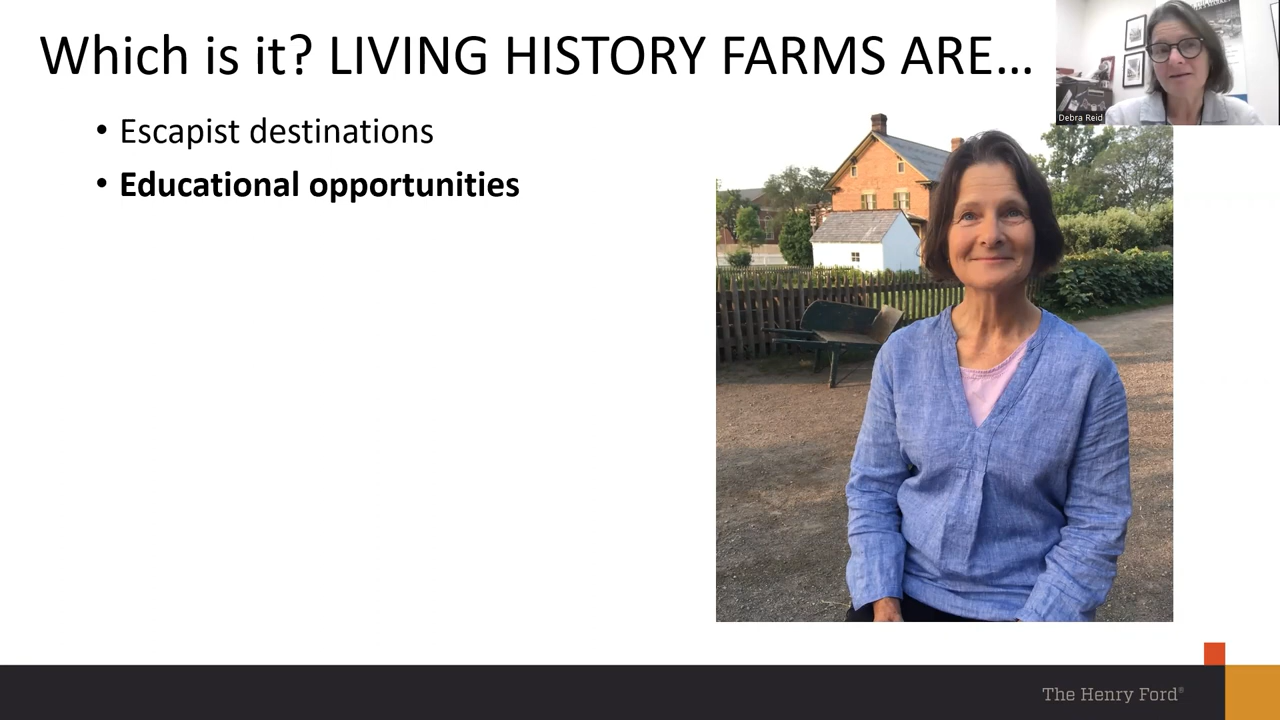 Which is it? LIVING HISTORY FARMS ARE…
Debra Reid
• Escapist destinations
• Educational opportunities
The Henry Ford®